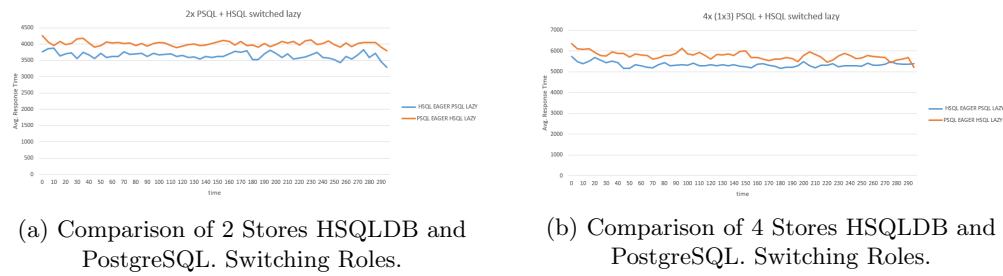 2x PSQL + HSQL switched lazy
4500
4000
3500
3000
2500
2000
1500
1000
500
0
Avg. Response Time
0 10 20 30 40 50 60 70 80 90 100 110 120 130 140 150 160 170 180 190 200 210 220 230 240 250 260 270 280 290
time
HSQL EAGER PSQL LAZY
PSQL EAGER HSQL LAZY
(a) Comparison of 2 Stores HSQLDB and
PostgreSQL. Switching Roles.
4x (1x3) PSQL + HSQL switched lazy
7000
6000
5000
4000
3000
2000
1000
0
Avg. Response Time
0 10 20 30 40 50 60 70 80 90 100 110 120 130 140 150 160 170 180 190 200 210 220 230 240 250 260 270 280 290
time
HSQL EAGER PSQL LAZY
PSQL EAGER HSQL LAZY
(b) Comparison of 4 Stores HSQLDB and
PostgreSQL. Switching Roles.